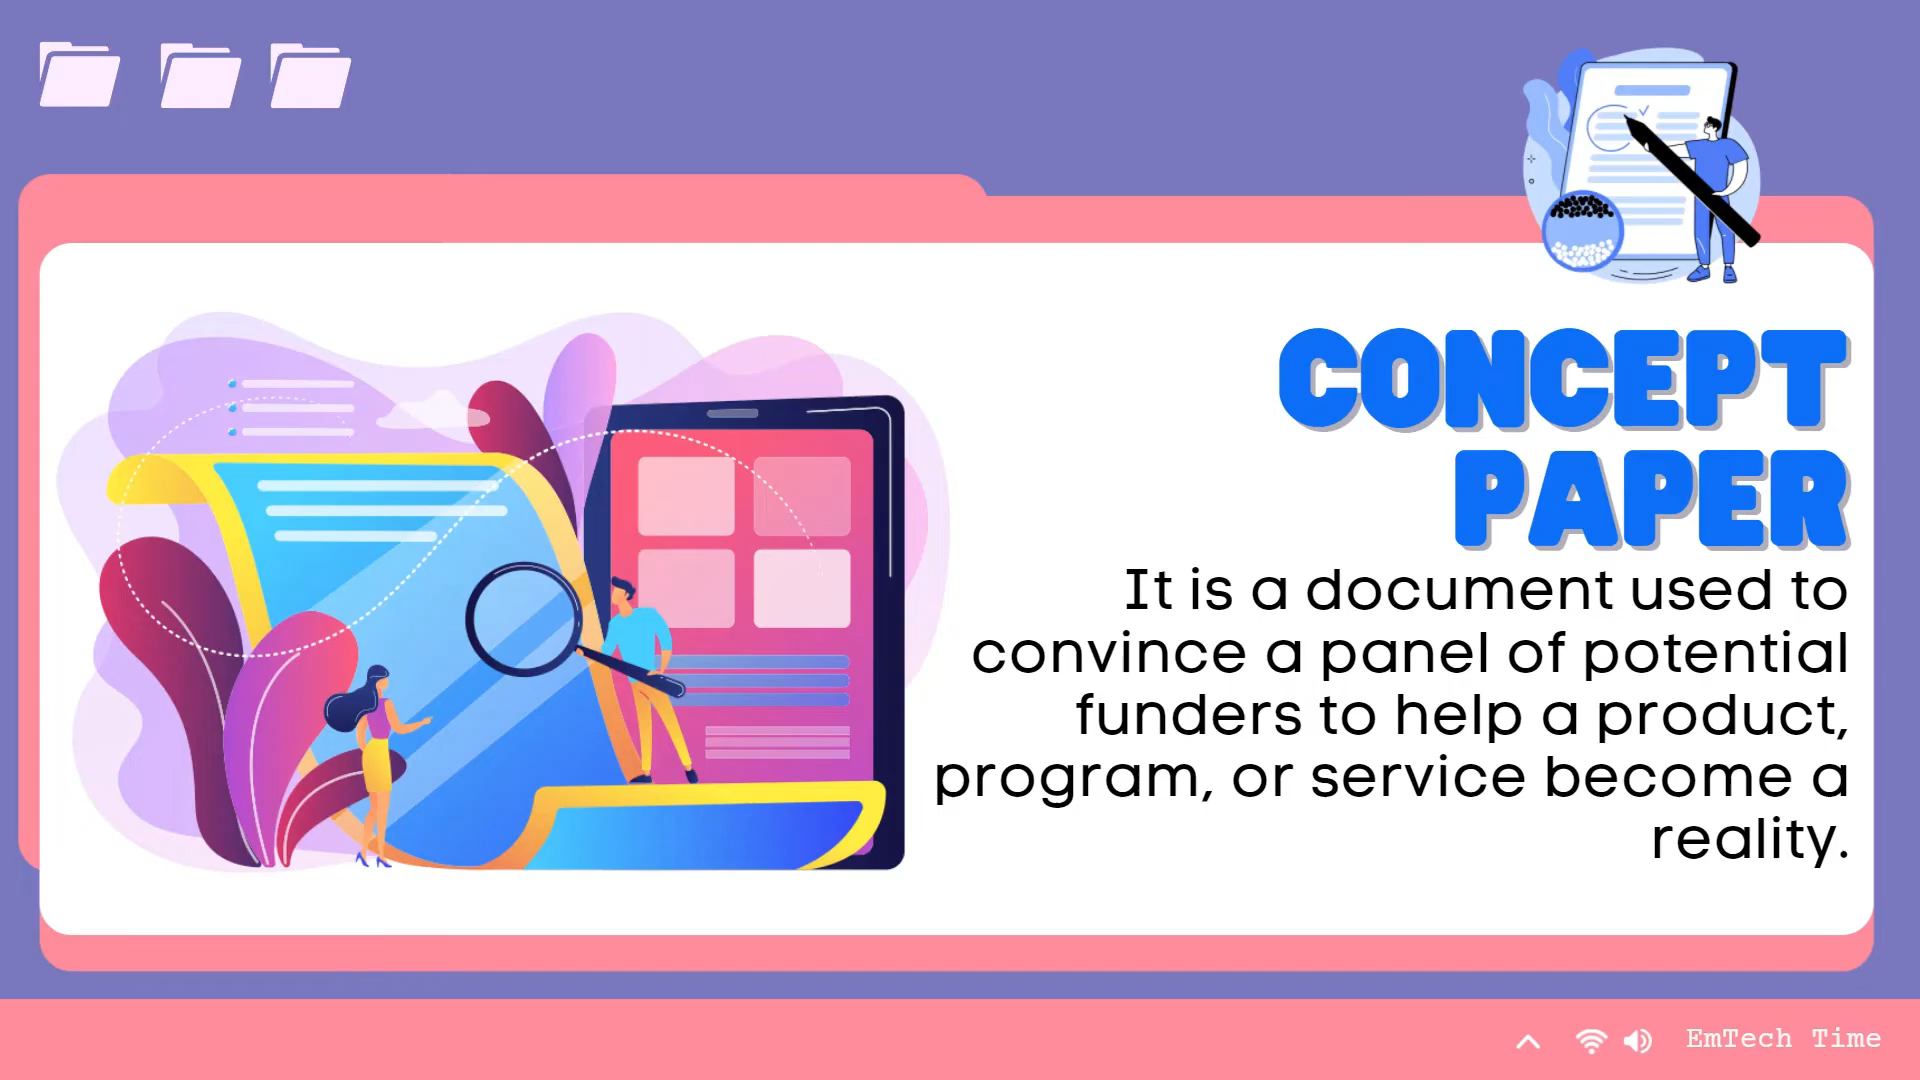 CONCEPT
PAPER
It is a document used to
convince a panel of potential
funders to help a product,
program, or service become a
reality.
EmTech Time